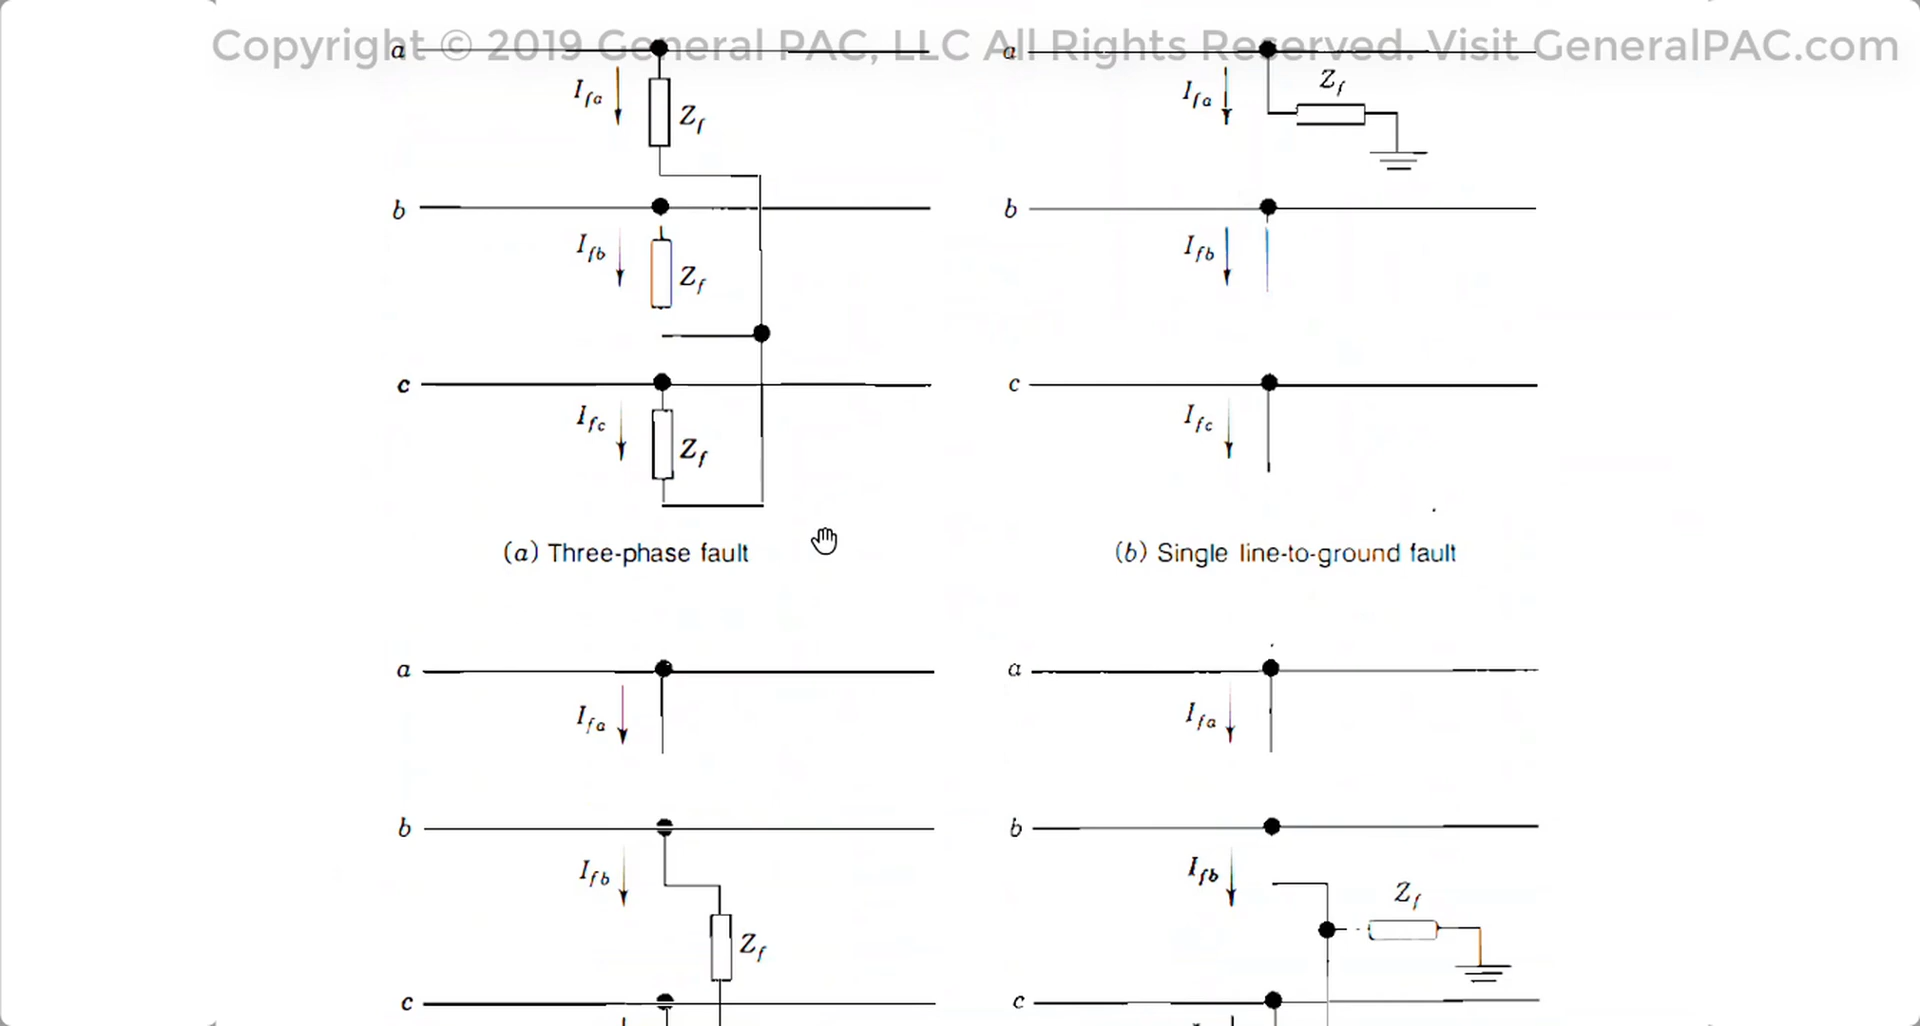 Copyright © 2019 General PAC, LLC All Rights Reserved. Visit GeneralPAC.com
a
I_fa
Z_f
b
I_fb
Z_f
c
I_fc
Z_f
(a) Three-phase fault
a
I_fa
Z_f
b
I_fb
c
I_fc
(b) Single line-to-ground fault
a
I_fa
b
I_fb
Z_f
c
a
I_fa
b
I_fb
Z_f
c